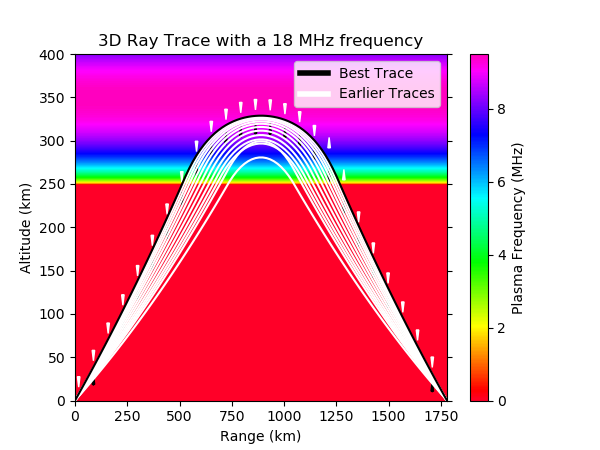 3D Ray Trace with a 18 MHz frequency
Best Trace
Earlier Traces
400
350
300
250
200
150
100
50
0
Altitude (km)
0 250 500 750 1000 1250 1500 1750
Range (km)
8
6
4
2
0
Plasma Frequency (MHz)